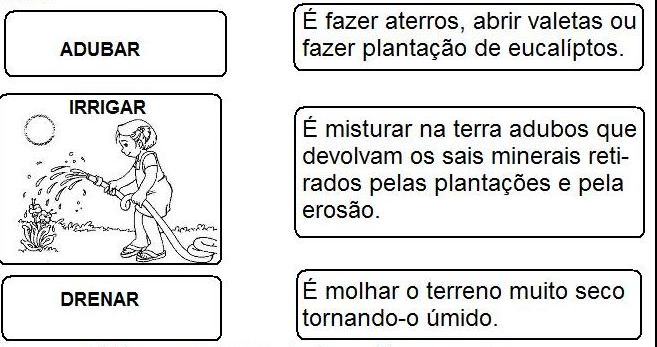 ADUBAR
É fazer aterros, abrir valetas ou
fazer plantação de eucalíptos.
IRRIGAR
É misturar na terra adubos que
devolvam os sais minerais reti-
rados pelas plantações e pela
erosão.
DRENAR
É molhar o terreno muito seco
tornando-o úmido.